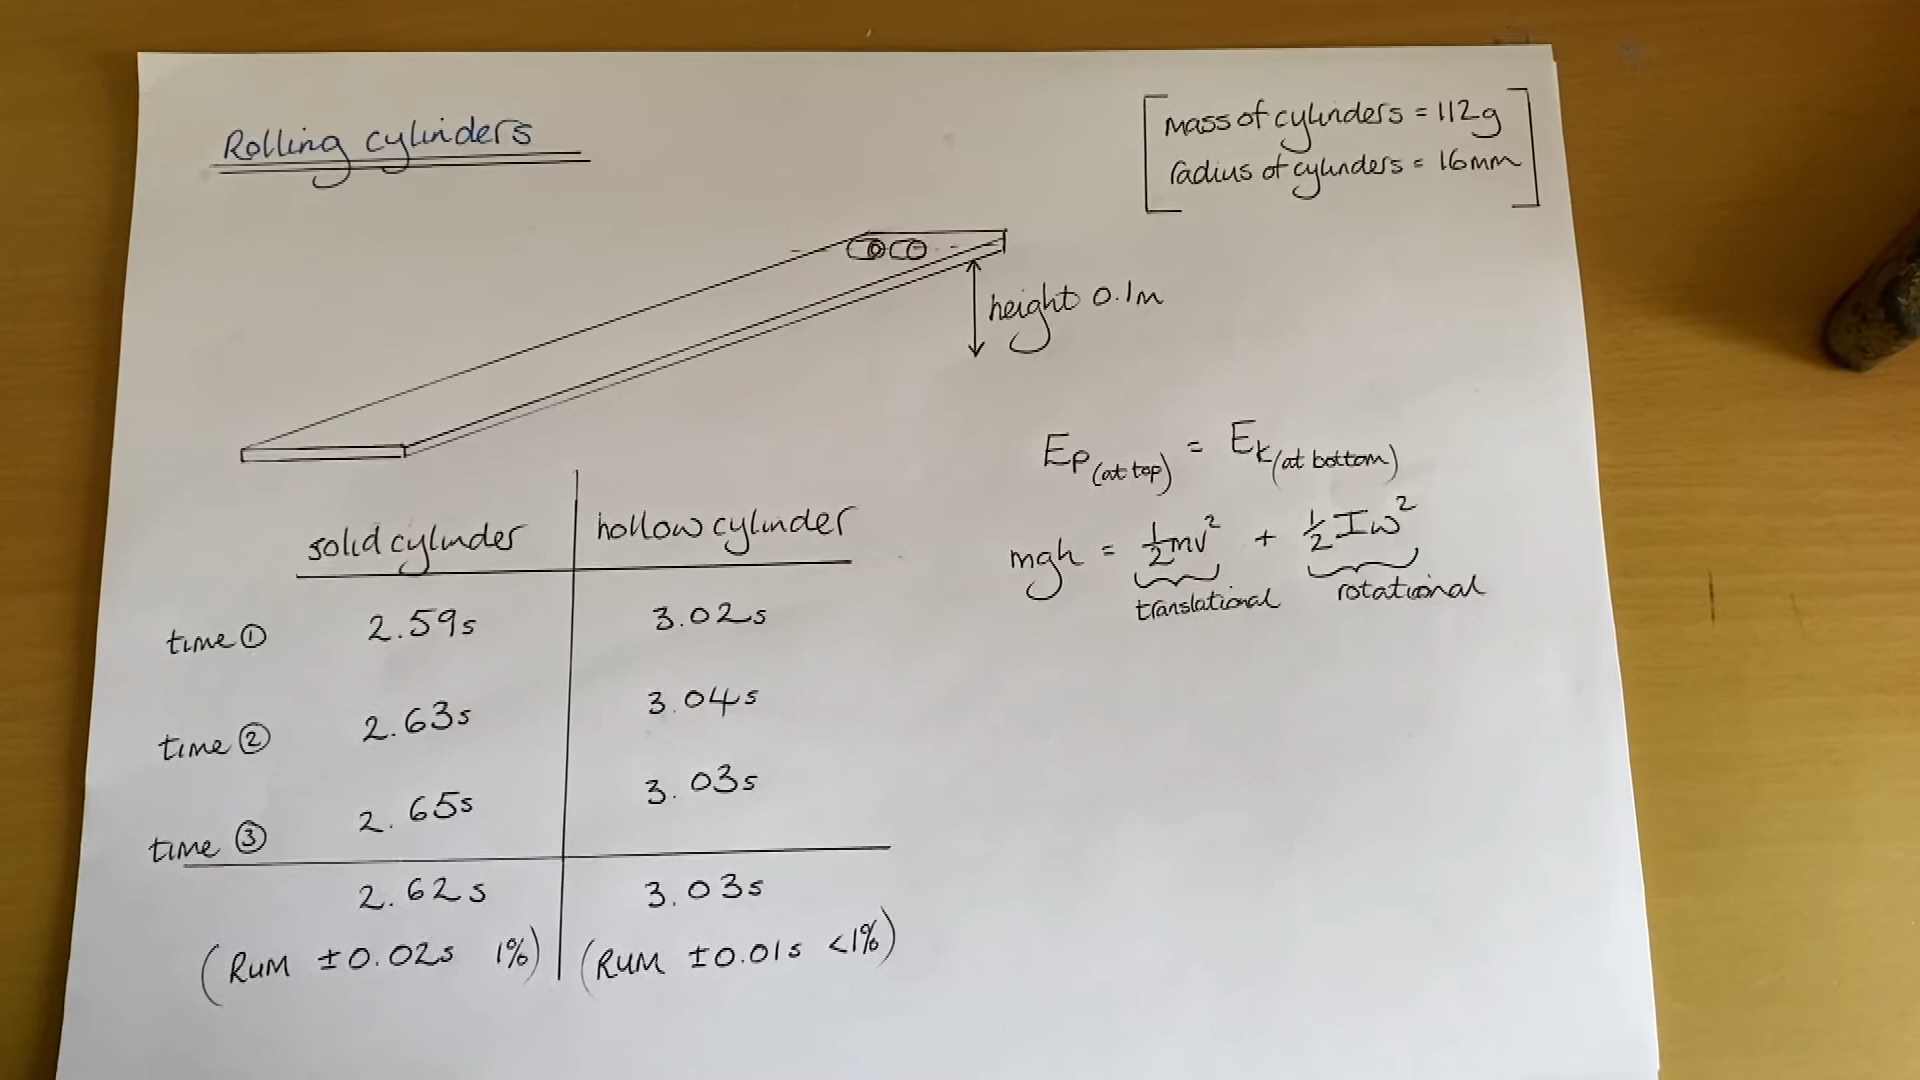 Rolling cylinders
[mass of cylinders = 112g
radius of cylinders = 16mm]
height 0.1m
Ep(at top) = Ek(at bottom)
mgh = ½mv² + ½Iω²
translational rotational
solid cylinder hollow cylinder
time ① 2.59s 3.02s
time ② 2.63s 3.04s
time ③ 2.65s 3.03s
2.62s 3.03s
(RUM ±0.02s 1%) (RUM ±0.01s <1%)